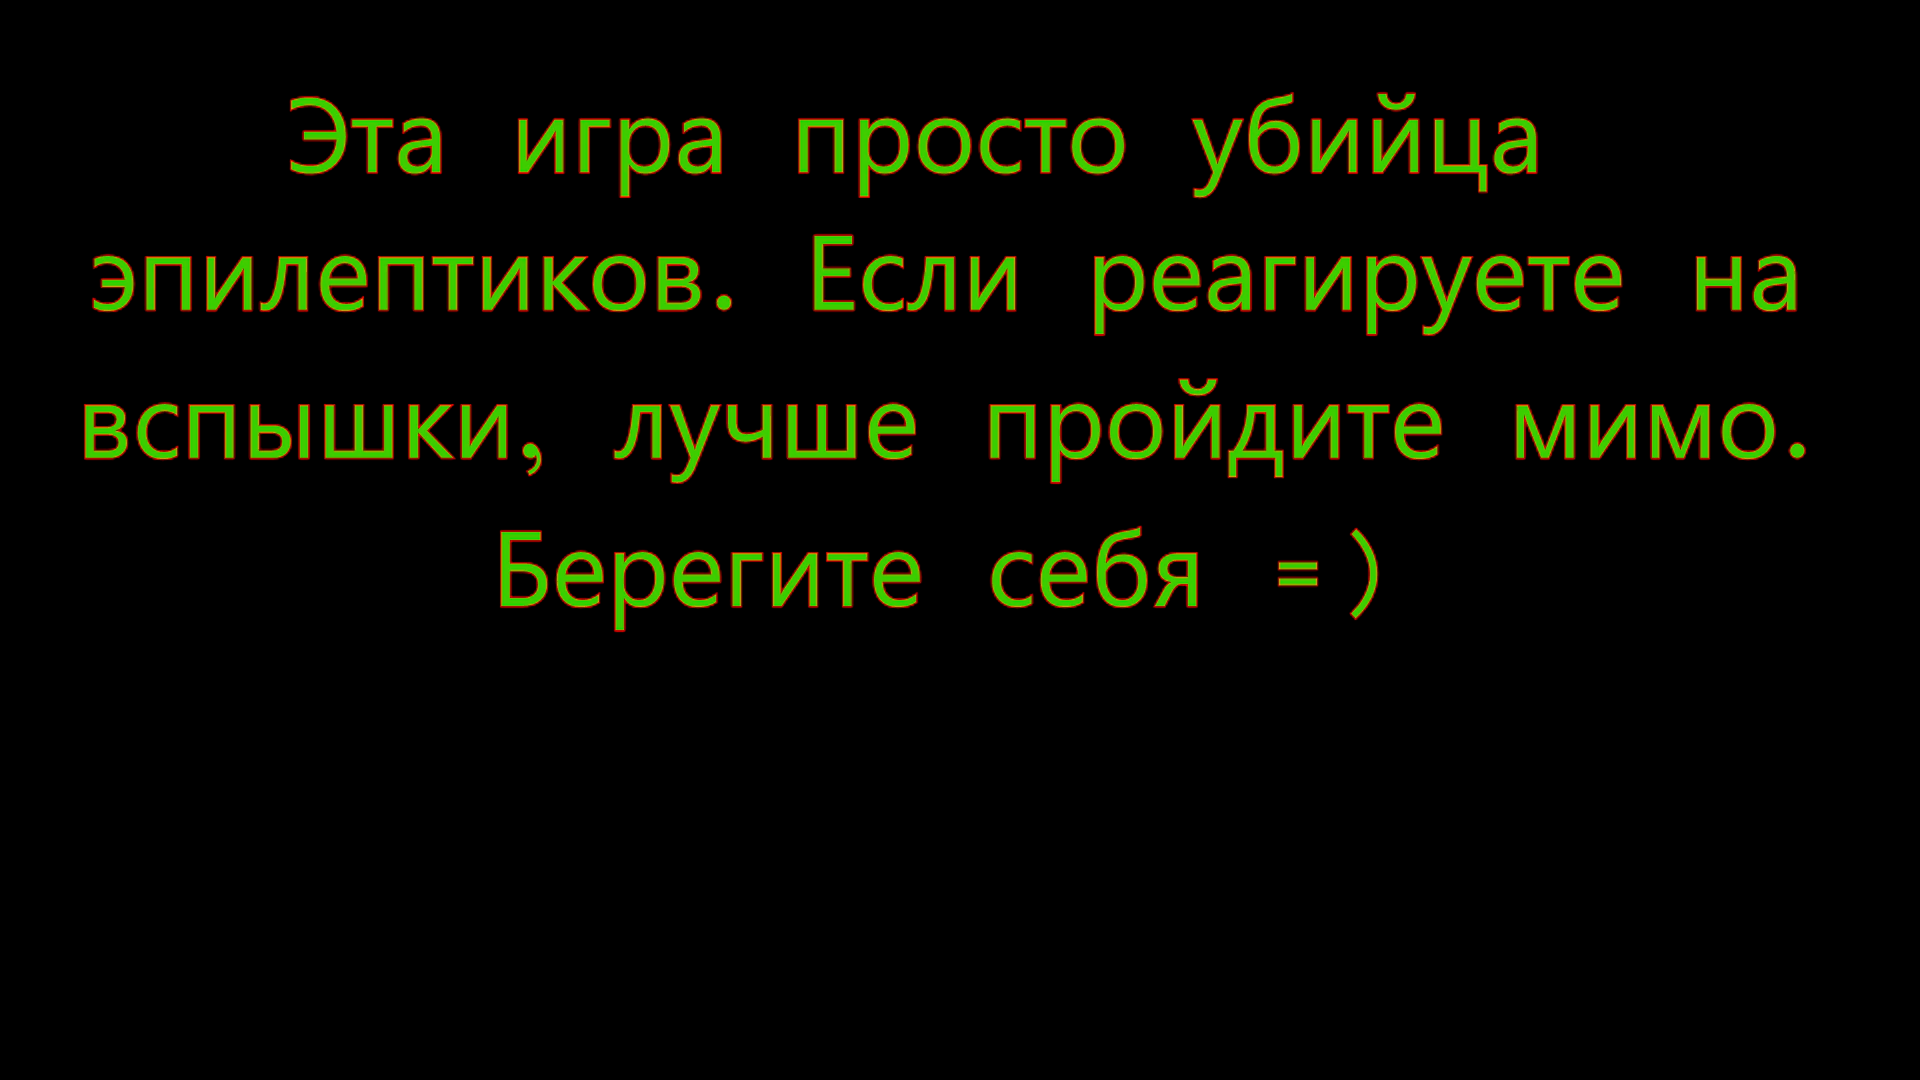 Эта игра просто убийца
эпилептиков. Если реагируете на
вспышки, лучше пройдите мимо.
Берегите себя =)